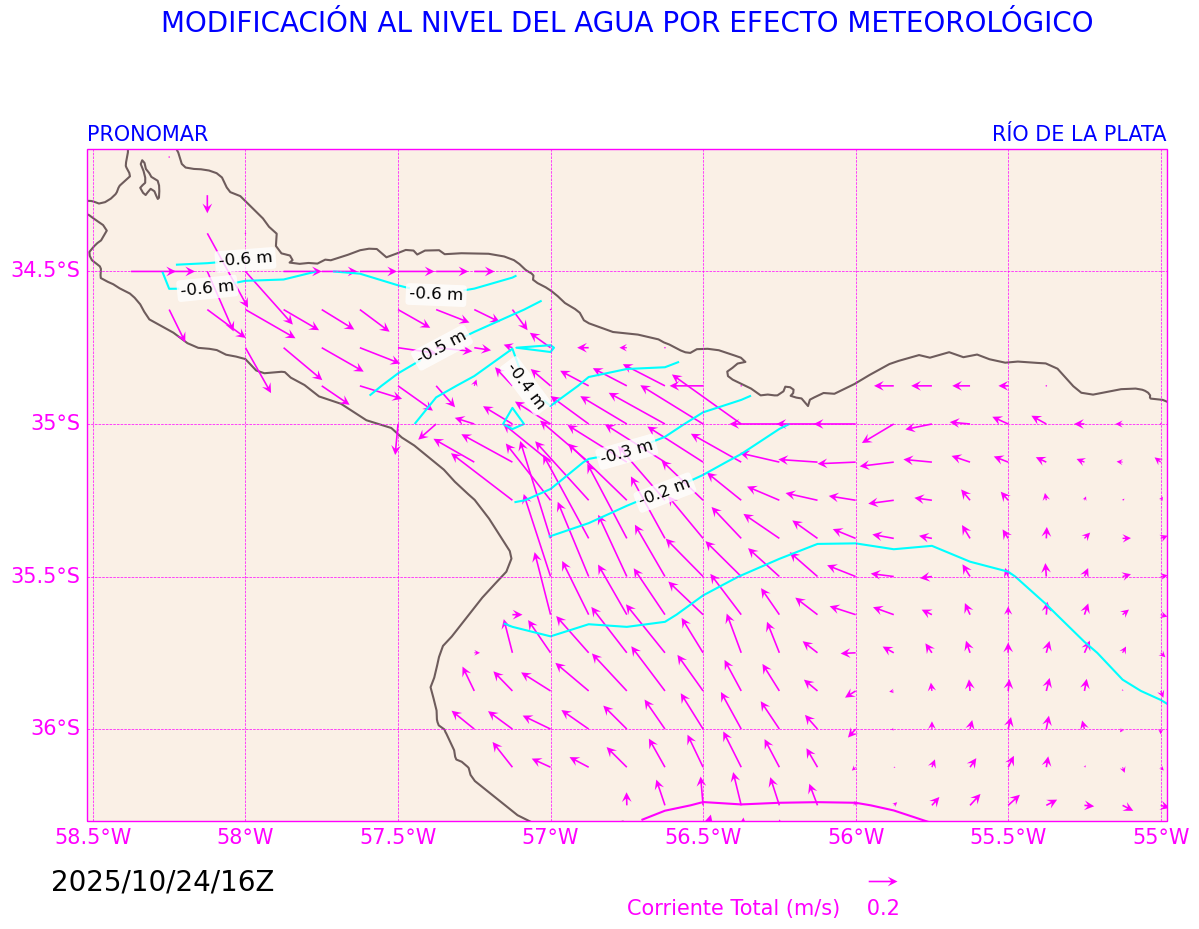 MODIFICACIÓN AL NIVEL DEL AGUA POR EFECTO METEOROLÓGICO
PRONOMAR RÍO DE LA PLATA
-0.6 m
34.5°S
-0.6 m
-0.6 m
-0.5 m
-0.4 m
35°S
-0.3 m
-0.2 m
35.5°S
36°S
58.5°W 58°W 57.5°W 57°W 56.5°W 56°W 55.5°W 55°W
2025/10/24/16Z
Corriente Total (m/s) 0.2